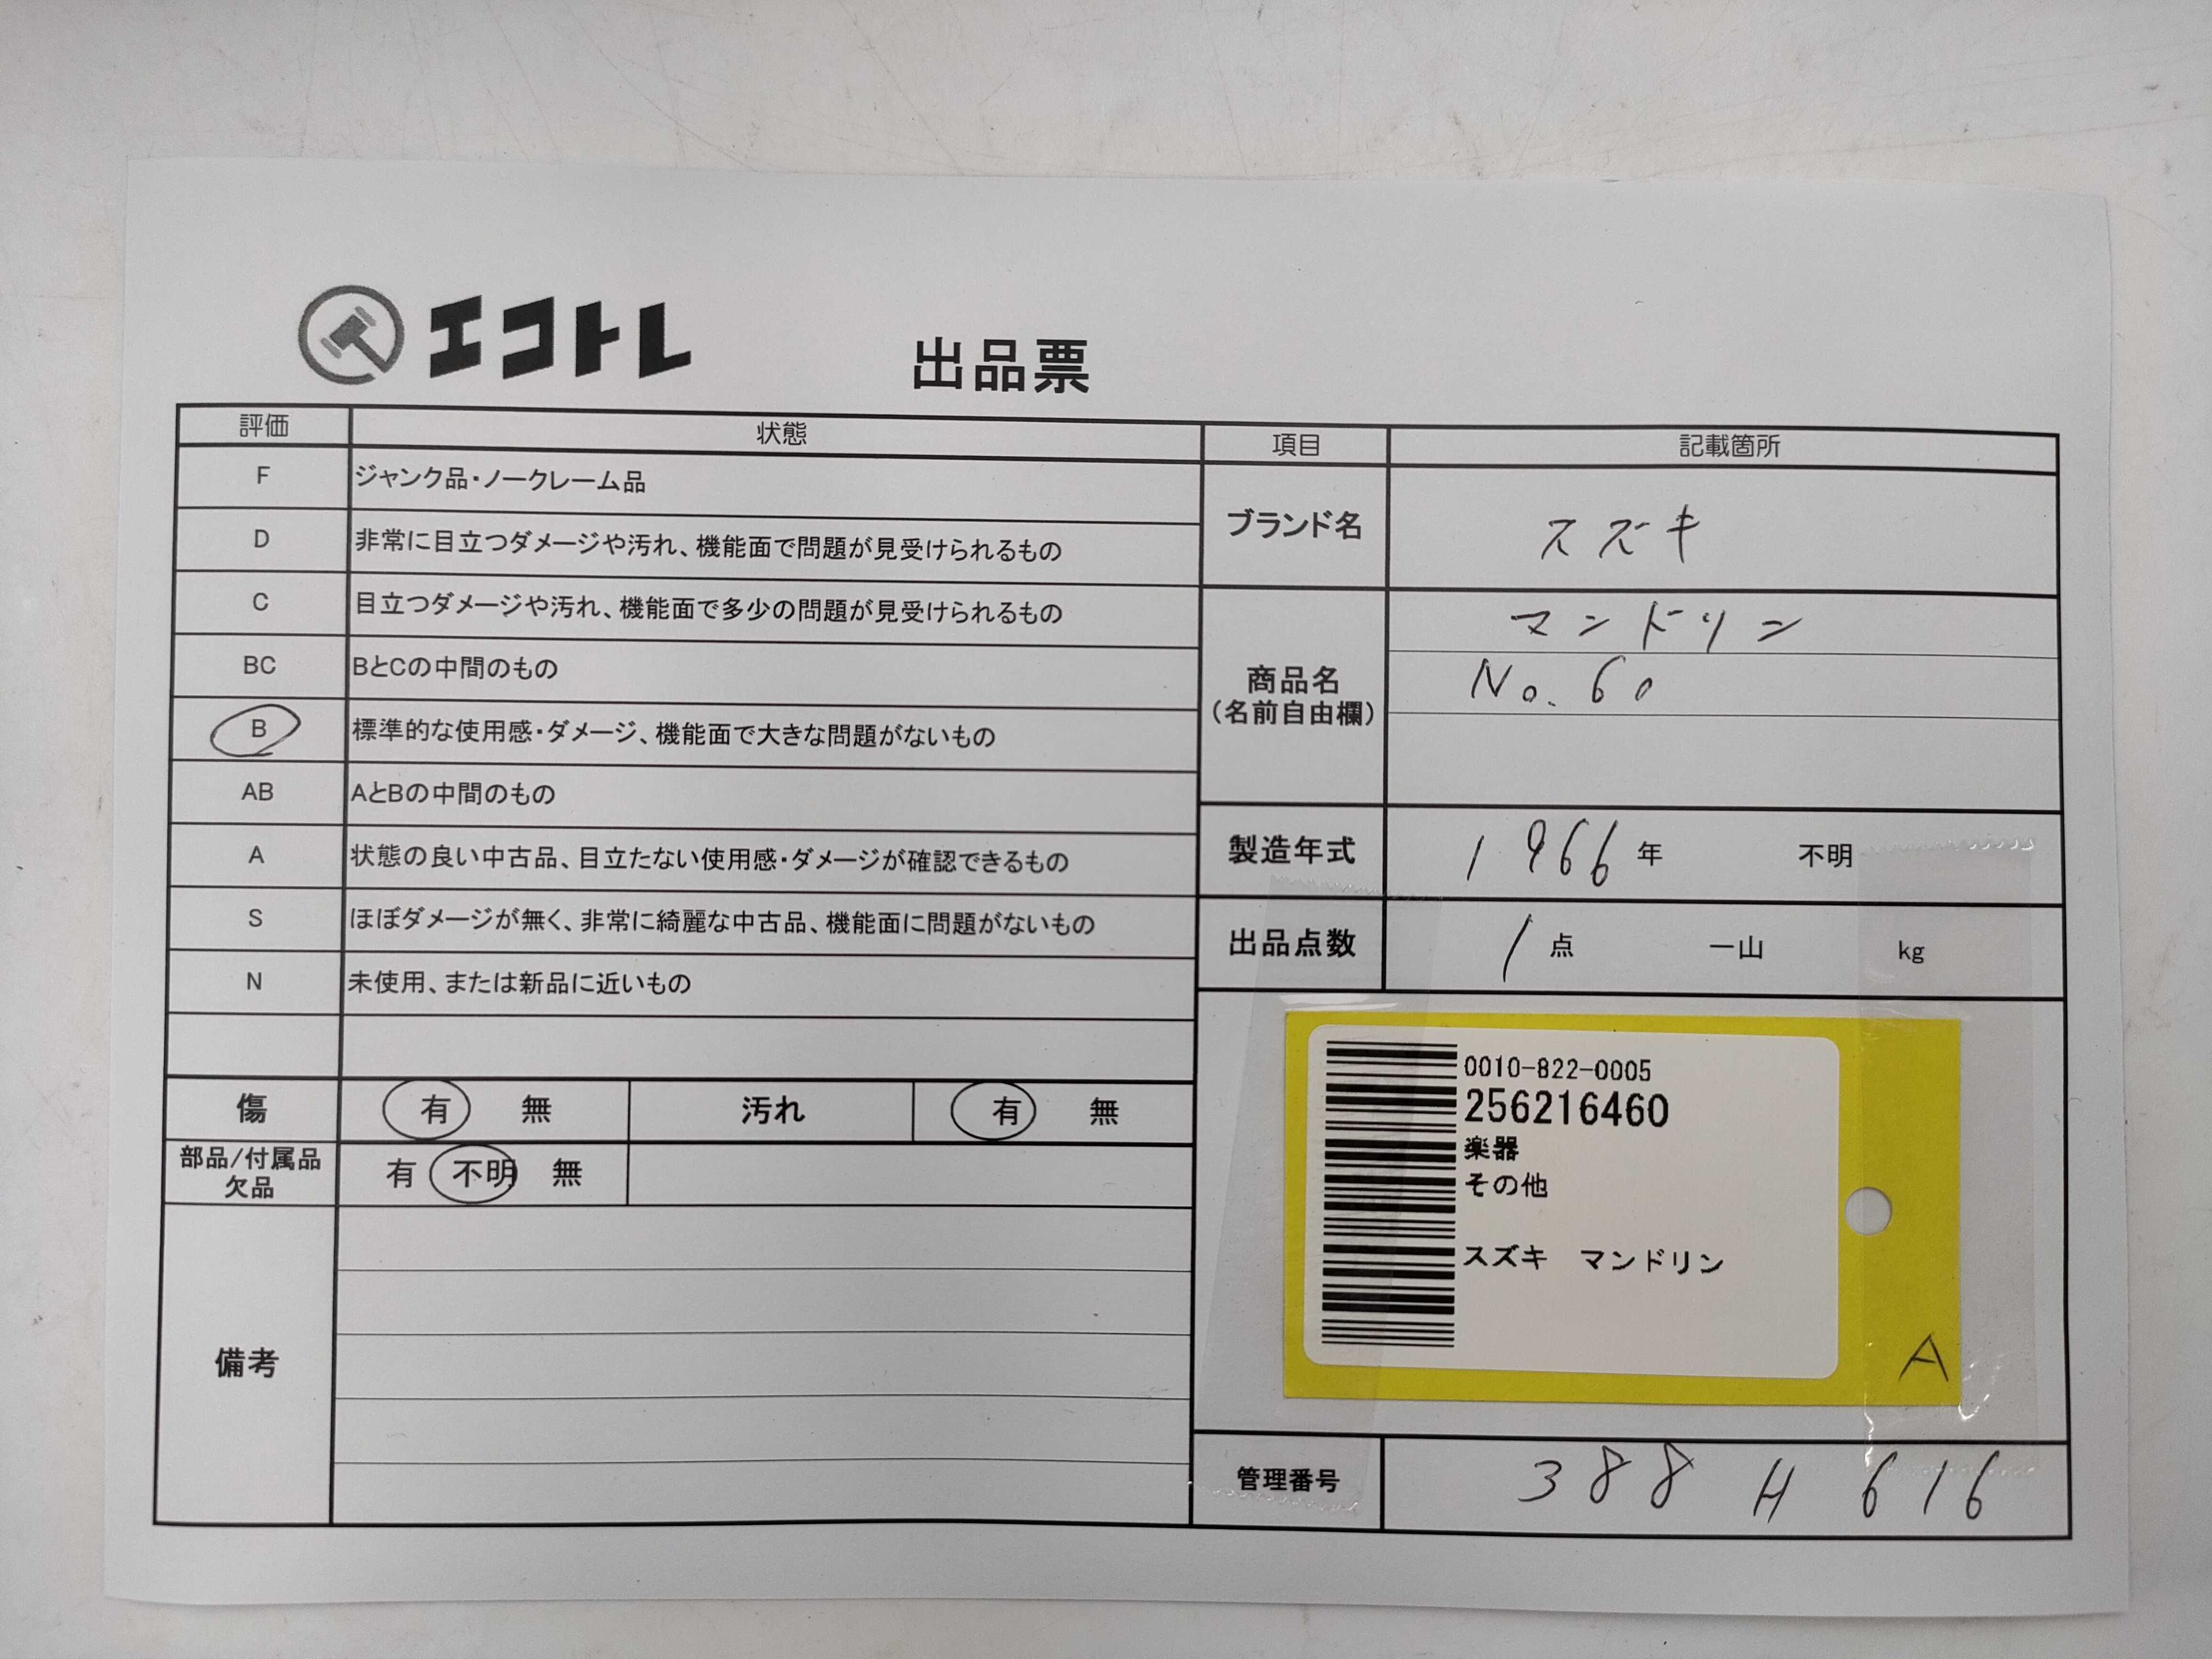 エコトレ
出品票
評価 状態
F ジャンク品・ノークレーム品
D 非常に目立つダメージや汚れ、機能面で問題が見受けられるもの
C 目立つダメージや汚れ、機能面で多少の問題が見受けられるもの
BC BとCの中間のもの
B 標準的な使用感・ダメージ、機能面で大きな問題がないもの
AB AとBの中間のもの
A 状態の良い中古品、目立たない使用感・ダメージが確認できるもの
S ほぼダメージが無く、非常に綺麗な中古品、機能面に問題がないもの
N 未使用、または新品に近いもの
傷 有 無 汚れ 有 無
部品/付属品
欠品
有 不明 無
備考
項目 記載箇所
ブランド名 スズキ
商品名
(名前自由欄)
マンドリン
No. 60
製造年式 1966 年 不明
出品点数 1 点 一山 kg
0010-822-0005
256216460
楽器
その他
スズキ マンドリン
A
管理番号 388 H 616